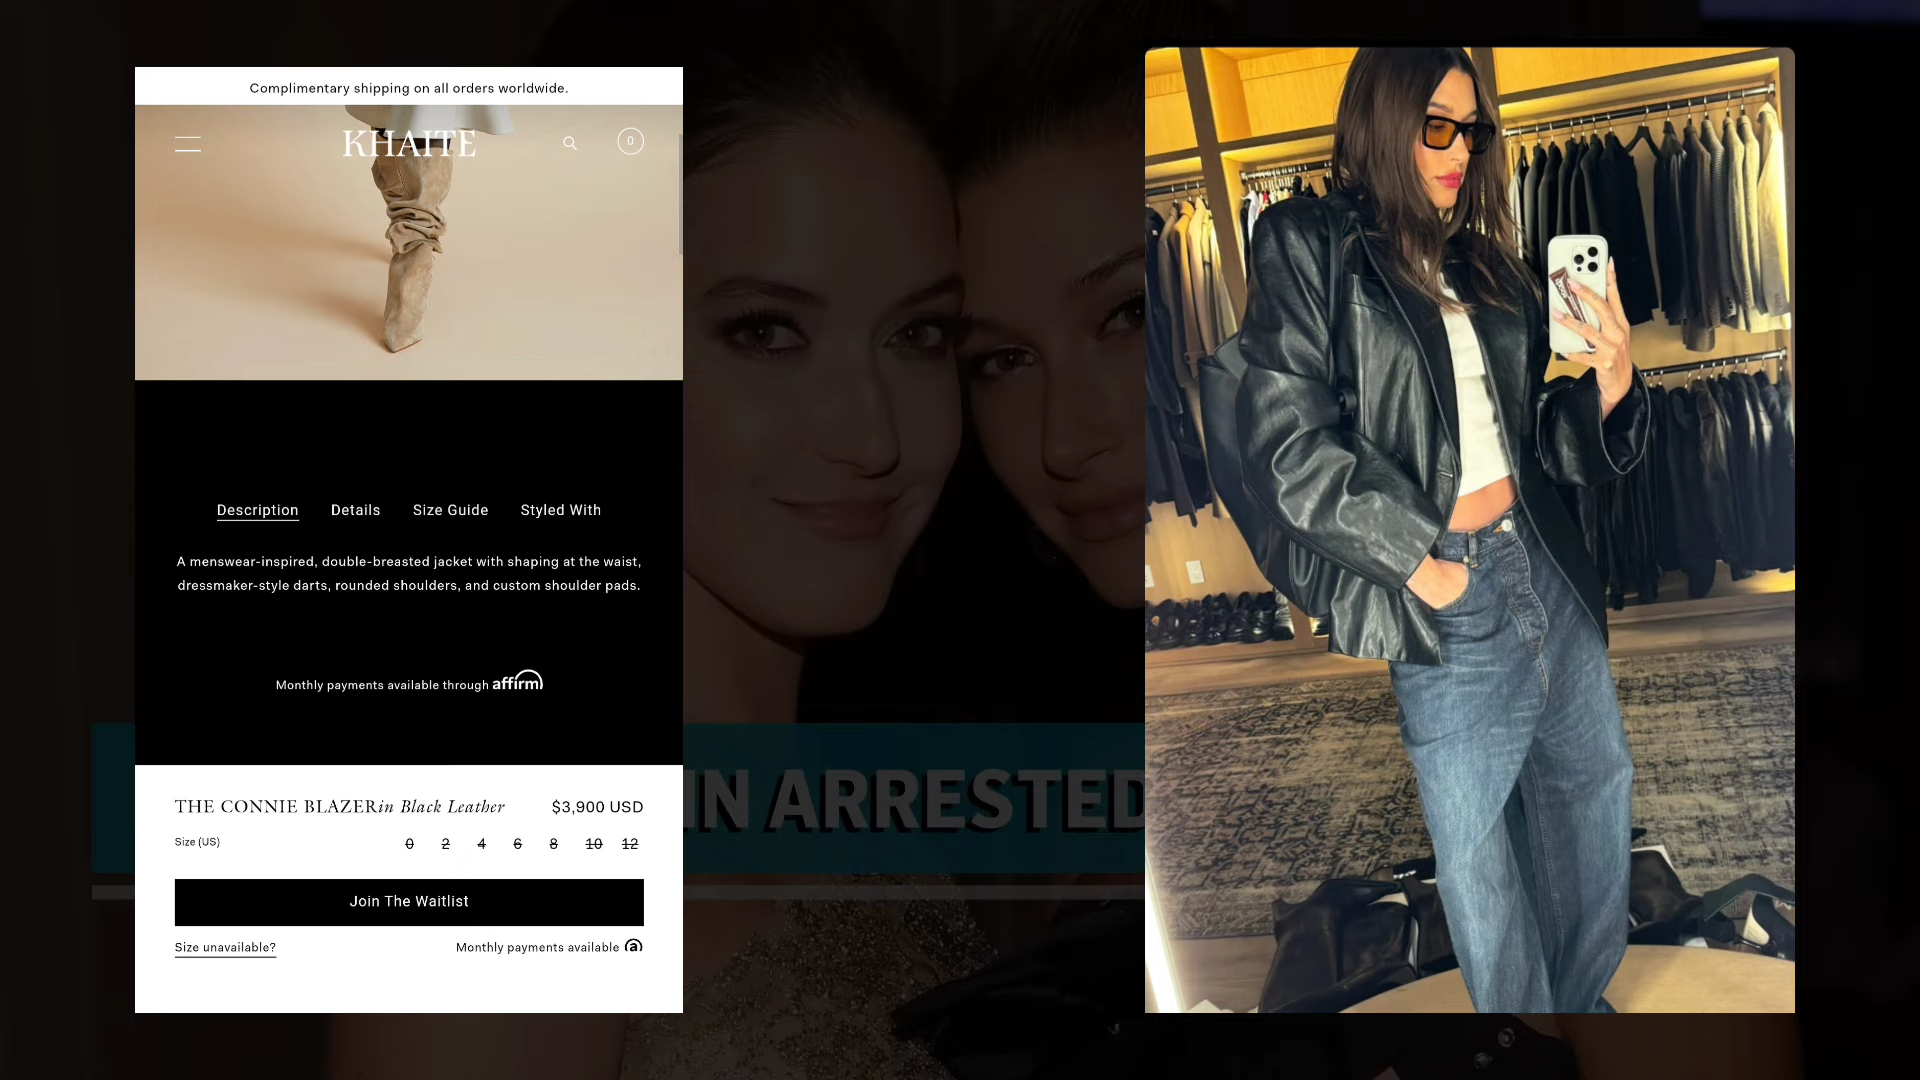 Complimentary shipping on all orders worldwide.
KHAITE
0
Description Details Size Guide Styled With
A menswear-inspired, double-breasted jacket with shaping at the waist,
dressmaker-style darts, rounded shoulders, and custom shoulder pads.
Monthly payments available through affirm
THE CONNIE BLAZER in Black Leather $3,900 USD
Size (US) 0 2 4 6 8 10 12
Join The Waitlist
Size unavailable? Monthly payments available a
IN ARRESTED